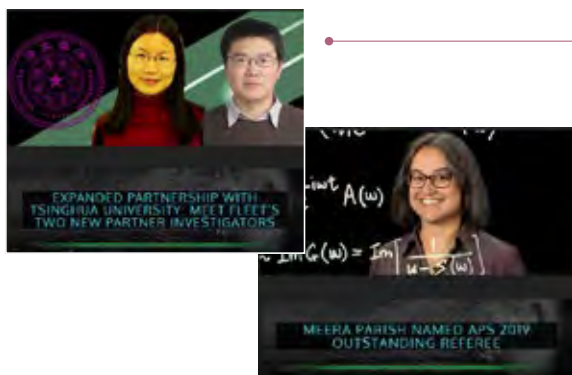 EXPANDED PARTNERSHIP WITH
TSINGHUA UNIVERSITY: MEET FLEET'S
TWO NEW PARTNER INVESTIGATORS
A(ω)
Im G(ω) = Im[
1
MEERA PARISH NAMED APS 2019
OUTSTANDING REFEREE